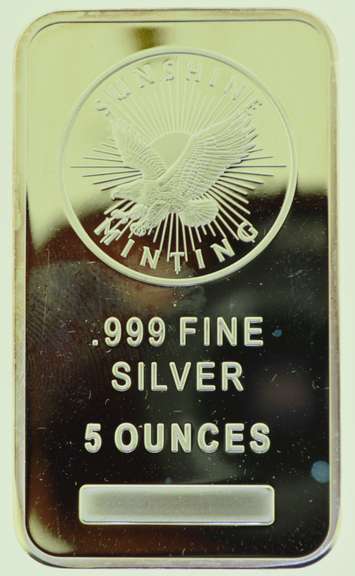 SUNSHINE
MINTING
.999 FINE
SILVER
5 OUNCES